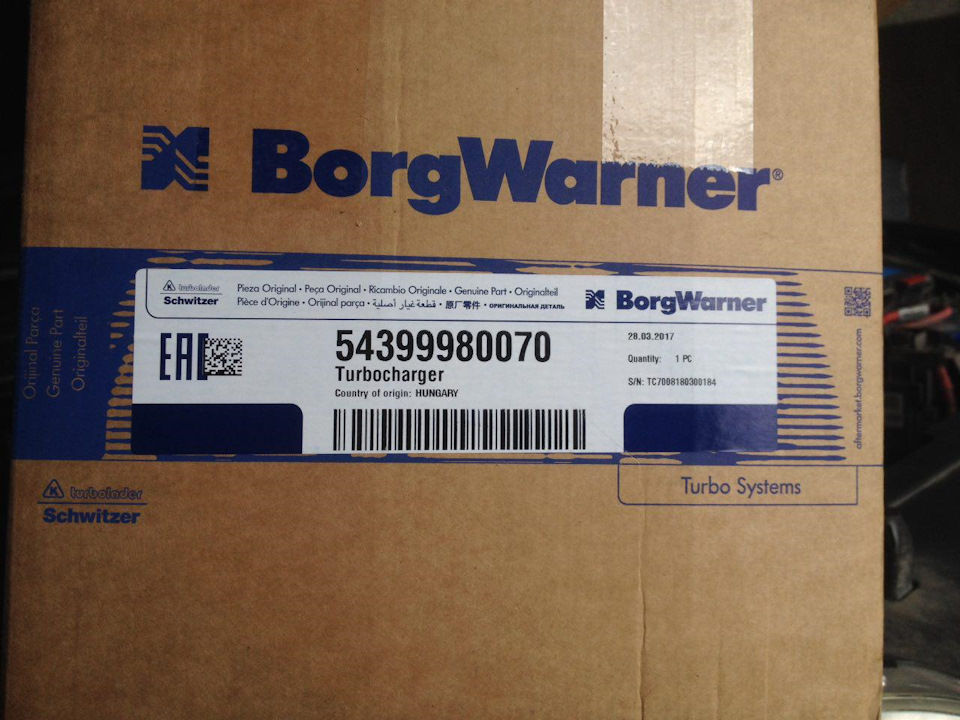 BorgWarner®
K turbolader
Schwitzer
Pieza Original • Peça Original • Ricambio Originale • Genuine Part • Originalteil
Pièce d'Origine • Orijinal parça • قطعة غيار أصلية • 原厂零件 • ОРИГИНАЛЬНАЯ ДЕТАЛЬ
BorgWarner
EAC
54399980070
Turbocharger
Country of origin: HUNGARY
28.03.2017
Quantity: 1 PC
S/N: TC7008180300184
Orijinal Parça
Genuine Part
Originalteil
aftermarket.borgwarner.com
K turbolader
Schwitzer
Turbo Systems